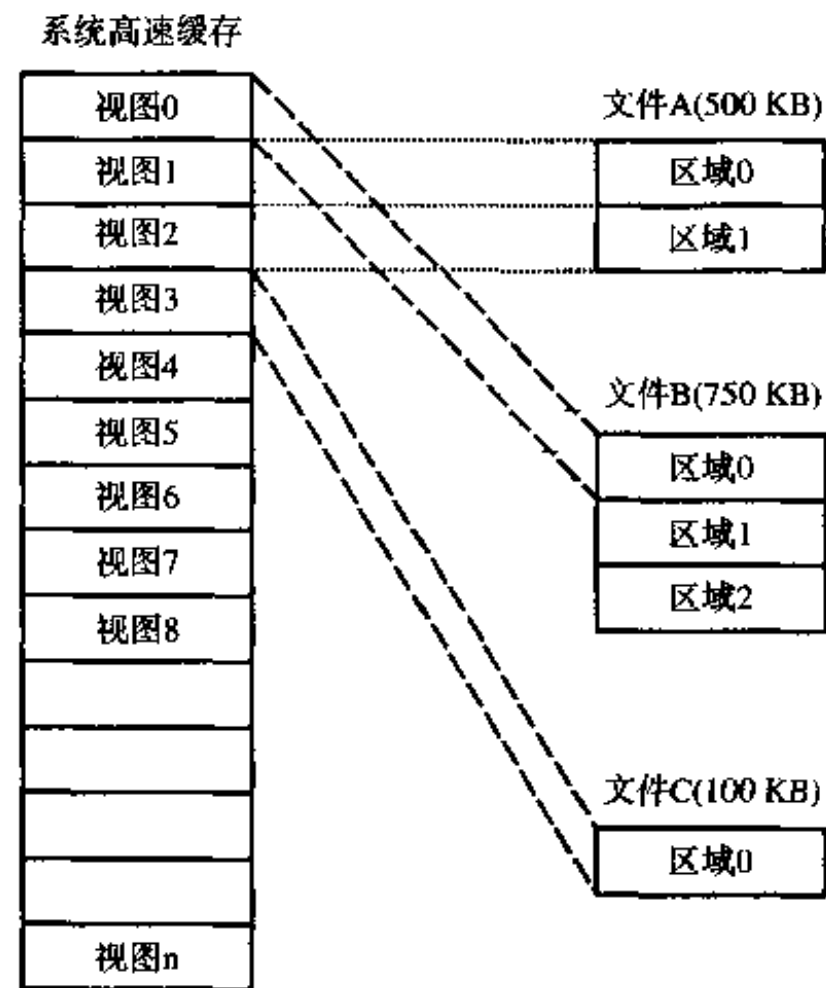 系统高速缓存
视图0
视图1
视图2
视图3
视图4
视图5
视图6
视图7
视图8
视图n
文件A(500 KB)
区域0
区域1
文件B(750 KB)
区域0
区域1
区域2
文件C(100 KB)
区域0